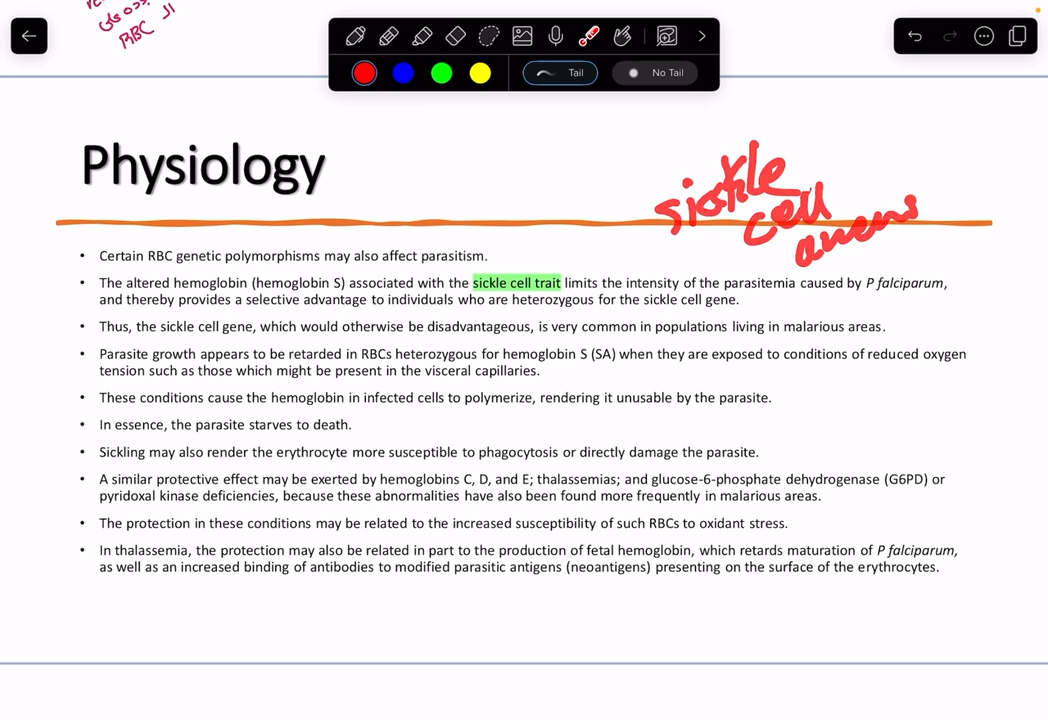 RBC ال
Tail
No Tail
Physiology
sickle
cell
anems
• Certain RBC genetic polymorphisms may also affect parasitism.
• The altered hemoglobin (hemoglobin S) associated with the sickle cell trait limits the intensity of the parasitemia caused by P falciparum,
and thereby provides a selective advantage to individuals who are heterozygous for the sickle cell gene.
• Thus, the sickle cell gene, which would otherwise be disadvantageous, is very common in populations living in malarious areas.
• Parasite growth appears to be retarded in RBCs heterozygous for hemoglobin S (SA) when they are exposed to conditions of reduced oxygen
tension such as those which might be present in the visceral capillaries.
• These conditions cause the hemoglobin in infected cells to polymerize, rendering it unusable by the parasite.
• In essence, the parasite starves to death.
• Sickling may also render the erythrocyte more susceptible to phagocytosis or directly damage the parasite.
• A similar protective effect may be exerted by hemoglobins C, D, and E; thalassemias; and glucose-6-phosphate dehydrogenase (G6PD) or
pyridoxal kinase deficiencies, because these abnormalities have also been found more frequently in malarious areas.
• The protection in these conditions may be related to the increased susceptibility of such RBCs to oxidant stress.
• In thalassemia, the protection may also be related in part to the production of fetal hemoglobin, which retards maturation of P falciparum,
as well as an increased binding of antibodies to modified parasitic antigens (neoantigens) presenting on the surface of the erythrocytes.